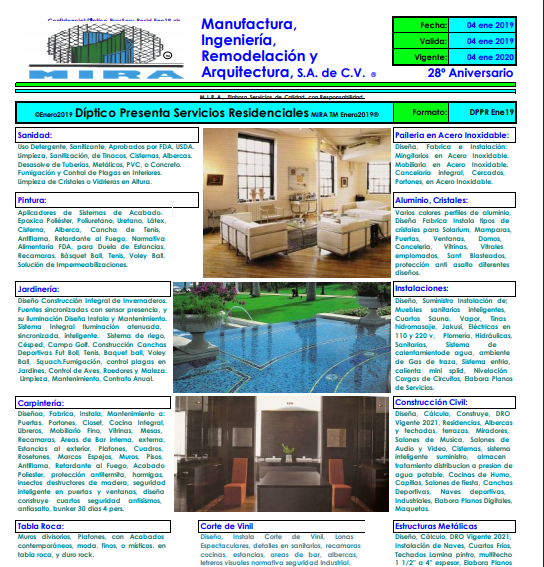 Manufactura,
Ingeniería,
Remodelación y
Arquitectura, S.A. de C.V. ®
Fecha: 04 ene 2019
Valida: 04 ene 2019
Vigente: 04 ene 2020
28º Aniversario
MIRA
M.I.R.A. Elabora Servicios de Calidad con Responsabilidad
©Enero2019 Díptico Presenta Servicios Residenciales MIRA TM Enero2019®
Formato: DPPR Ene19
Sanidad:
Uso Detergente, Sanitizante, Aprobados por FDA, USDA.
Limpieza, Sanitización, de Tinacos, Cisternas, Albercas.
Desasolve de Tuberías, Metálicos, PVC, o Concreto.
Fumigación y Control de Plagas en Interiores.
Limpieza de Cristales o Vidrieras en Altura.
Pintura:
Aplicadores de Sistemas de Acabado.
Epoxico Poliéster, Poliuretano, Uretano, Látex,
Cisterna, Alberca, Cancha de Tenis,
Antiflama, Retardante al Fuego, Normativa
Alimentaria FDA, para Duela de Estancias,
Recamaras, Básquet Ball, Tenis, Voley Ball.
Solución de Impermeabilizaciones.
Jardinería:
Diseño Construcción Integral de Invernaderos.
Fuentes sincronizadas con sensor presencia, y
su iluminación Diseña Instala y Mantenimiento.
Sistema Integral Iluminación atenuada,
sincronizada, inteligente. Sistema de riego,
Césped, Campo Golf. Construcción Canchas
Deportivas Fut Boll, Tenis, Baquet ball, Voley
Ball, Squach.Fumigación, control plagas en
Jardines, Control de Aves, Roedores y Maleza.
Limpieza, Mantenimiento, Contrato Anual.
Carpintería:
Diseñoa, Fabrica, Instala, Mantenimiento a:
Puertas, Portones, Closet, Cocina Integral,
Libreros, Mobiliario Fino, Vitrinas, Mesas,
Recamaras, Areas de Bar interna, externa,
Estancias al exterior, Plafones, Cuadros,
Rosetones, Marcos Espejos, Muros, Pisos,
Antiflama, Retardante al Fuego, Acabado
Poliester, protección antitermita, hormigas,
insectos destructores de madera, seguridad
Inteligente en puertas y ventanas, diseña
construye cuartos seguridad antisismos,
antiasalto, bunker 30 días 4 pers.
Tabla Roca:
Muros divisorios, Plafones, con Acabados
contemporáneos, moda, finos, o místicos. en
tabla roca, y duro rock.
Corte de Vinil
Diseño, Instala Corte de Vinil, Lonas
Espectaculares, detalles en sanitarios, recamaras
cocinas, estancias, areas de bar, albercas,
letreros visuales normativa seguridad industrial.
Paileria en Acero Inoxidable:
Diseña, Fabrica e Instalación:
Mingitorios en Acero Inoxidable.
Mobiliario en Acero Inoxidable.
Cancelaría integral, Cercados,
Portones, en Acero Inoxidable.
Aluminio, Cristales:
Varios colores perfiles de aluminio,
Diseña Fabrica Instala tipos de
cristales para Solarium, Mamparas,
Puertas, Ventanas, Domos,
Cancelería, Vitrinas, Vitrales
emplomados, Sant Blasteados,
protección anti asalto diferentes
diseños.
Instalaciones:
Diseño, Suministro Instalación de;
Muebles sanitarios inteligentes,
Cuartos Sauna, Vapor, Tinas
hidromasaje, Jakusi, Eléctricas en
110 y 220 v, Plomería, Hidráulicas,
Sanitarias, Sistema de
calentamfontode agua, ambiente
de Gas de traza, Sistema enfria,
calienta mini splid, Nivelación
Cargas de Circuitos, Elabora Planos
de Servicios.
Construcción Civil:
Diseña, Cálcula, Construye, DRO
Vigente 2021, Residencias, Albercas
y techadas, terrazas, Miradores,
Salones de Musica, Salones de
Audio y Video, Cisternas, sistema
inteligente suministro, almacen
tratamiento distribucion a presion de
agua potable, Cocinas de Humo,
Capillas, Salones de fiesta, Canchas
Deportivas, Naves deportivas,
Industriales, Elabora Planos Digitales,
Maquetas.
Estructuras Metálicas
Diseño, Cálculo, DRO Vigente 2021,
Instalación de Naves, Cuartos Fríos,
Techados Lamina pintro, multitecho
1 1/2" a 4" espesor, Elabora Planos